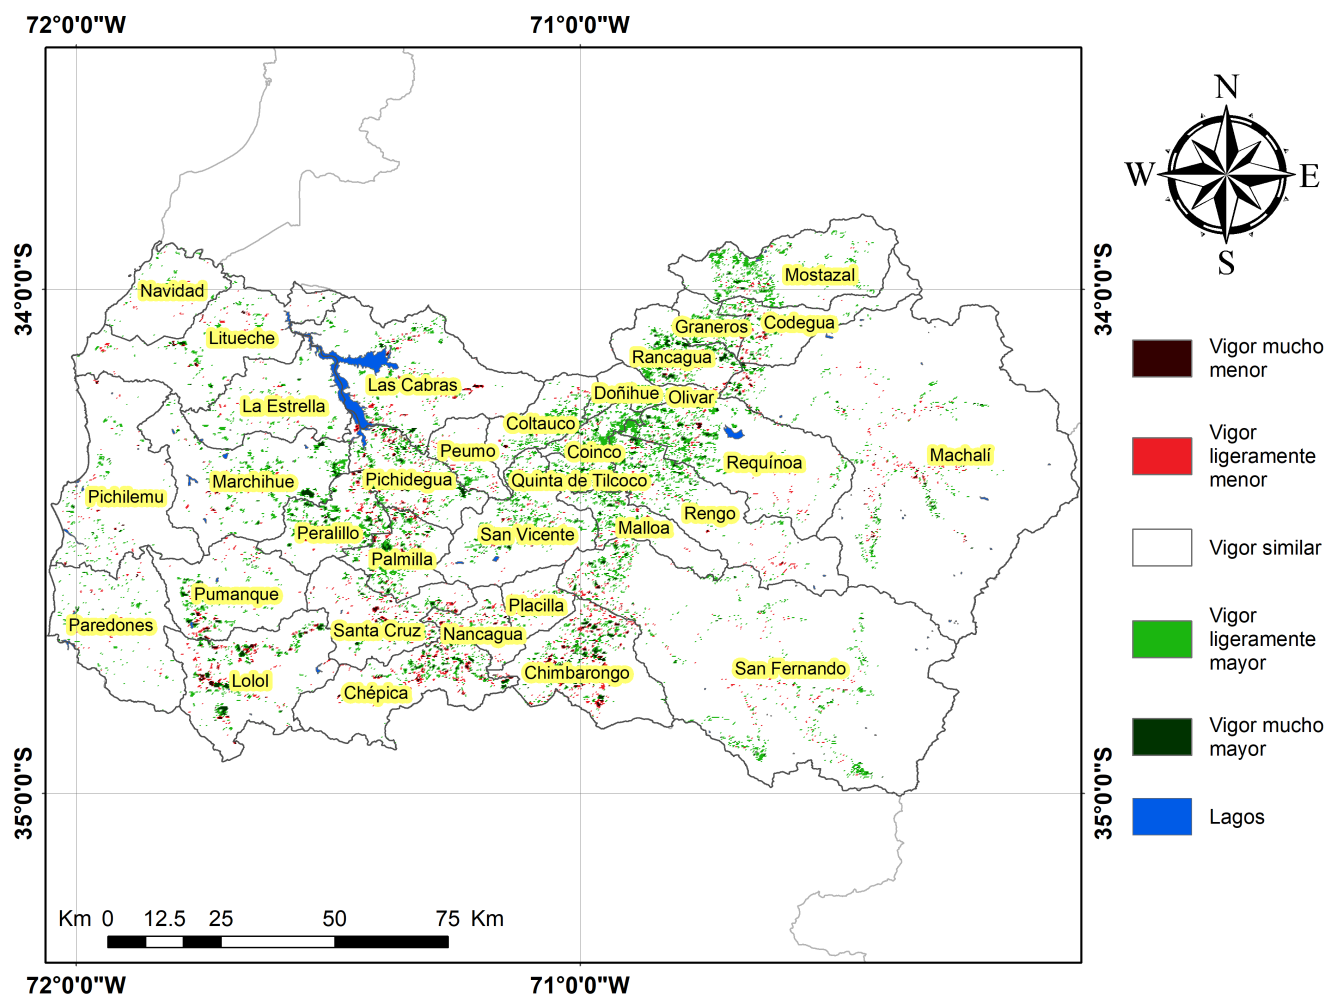 72°0'0"W
71°0'0"W
34°0'0"S
34°0'0"S
35°0'0"S
35°0'0"S
72°0'0"W
71°0'0"W
N
W
E
S
Mostazal
Navidad
Codegua
Graneros
Litueche
Rancagua
Las Cabras
Doñihue
Olivar
La Estrella
Coltauco
Peumo
Coinco
Machalí
Requínoa
Marchihue
Pichidegua
Quinta de Tilcoco
Pichilemu
Rengo
Malloa
Peralillo
San Vicente
Palmilla
Pumanque
Placilla
Paredones
Santa Cruz
Nancagua
San Fernando
Chimbarongo
Lolol
Chépica
Km 0 12.5 25 50 75 Km
Vigor mucho
menor
Vigor
ligeramente
menor
Vigor similar
Vigor
ligeramente
mayor
Vigor mucho
mayor
Lagos